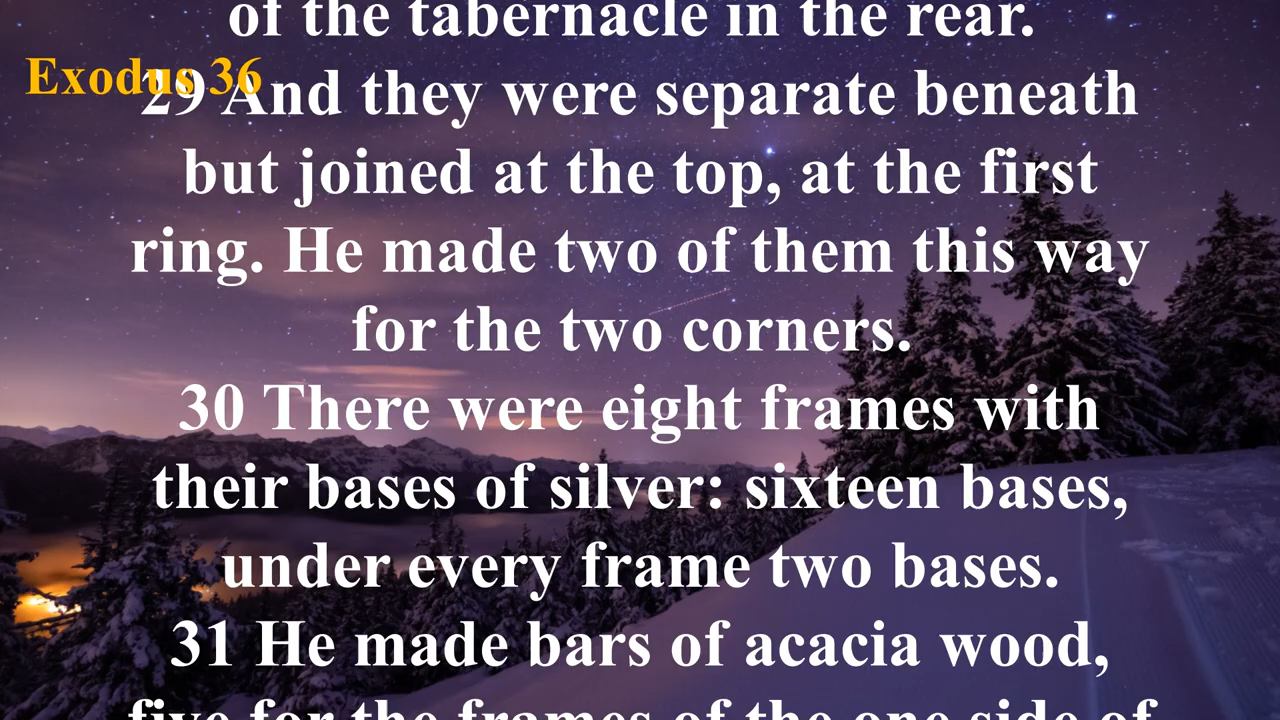 of the tabernacle in the rear.
Exodus 36
29 And they were separate beneath
but joined at the top, at the first
ring. He made two of them this way
for the two corners.
30 There were eight frames with
their bases of silver: sixteen bases,
under every frame two bases.
31 He made bars of acacia wood,
five for the frames of the one side of